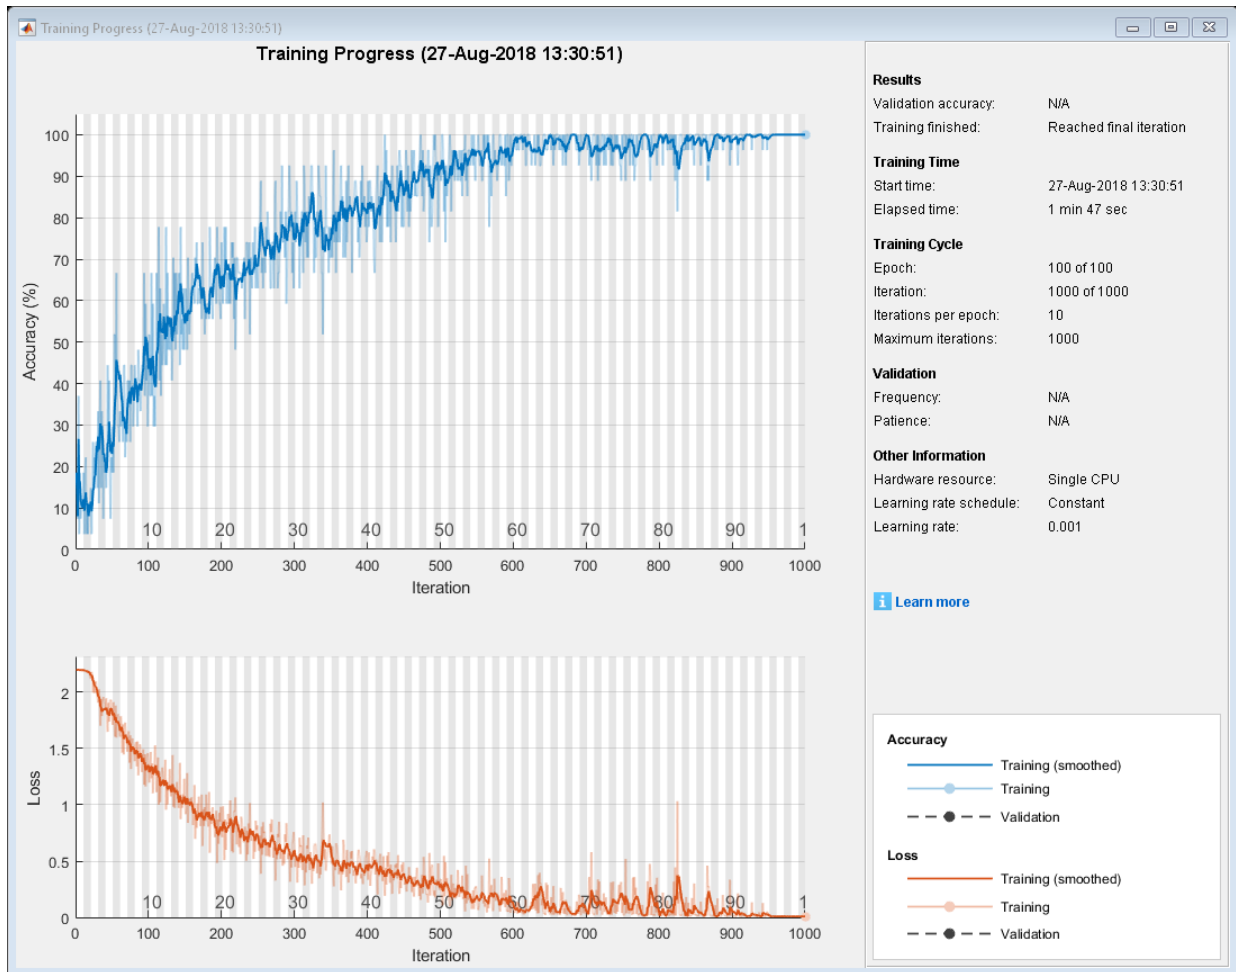 Training Progress (27-Aug-2018 13:30:51)
Training Progress (27-Aug-2018 13:30:51)
100
90
80
70
60
50
40
30
20
10
0
Accuracy (%)
10 20 30 40 50 60 70 80 90 1
0 100 200 300 400 500 600 700 800 900 1000
Iteration
2
1.5
1
0.5
0
Loss
10 20 30 40 50 60 70 80 90 1
0 100 200 300 400 500 600 700 800 900 1000
Iteration
Results
Validation accuracy: N/A
Training finished: Reached final iteration
Training Time
Start time: 27-Aug-2018 13:30:51
Elapsed time: 1 min 47 sec
Training Cycle
Epoch: 100 of 100
Iteration: 1000 of 1000
Iterations per epoch: 10
Maximum iterations: 1000
Validation
Frequency: N/A
Patience: N/A
Other Information
Hardware resource: Single CPU
Learning rate schedule: Constant
Learning rate: 0.001
i Learn more
Accuracy
Training (smoothed)
Training
Validation
Loss
Training (smoothed)
Training
Validation